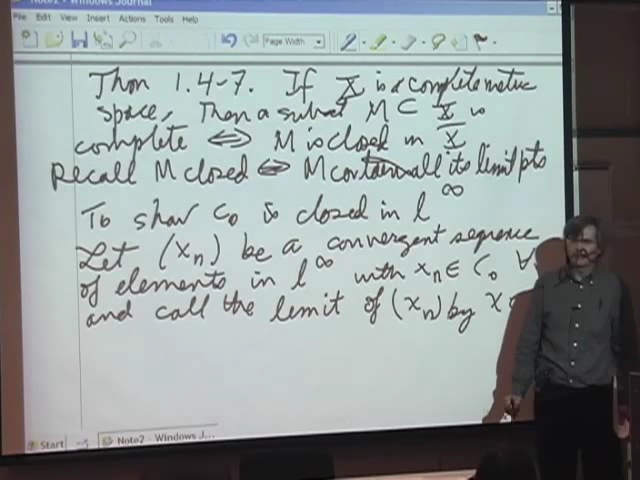 Note2 - Windows Journal
File Edit View Insert Actions Tools Help
Page Width
Thm 1.4-7. If X is a complete metric
space, Then a subset M ⊂ X is
complete ⇔ M is closed in X
Recall M closed ⇔ M contains all its limit pts
To show C₀ is closed in l^∞
Let (xₙ) be a convergent sequence
of elements in l^∞ with xₙ ∈ C₀ ∀
and call the limit of (xₙ) by x
Start
Note2 - Windows J...